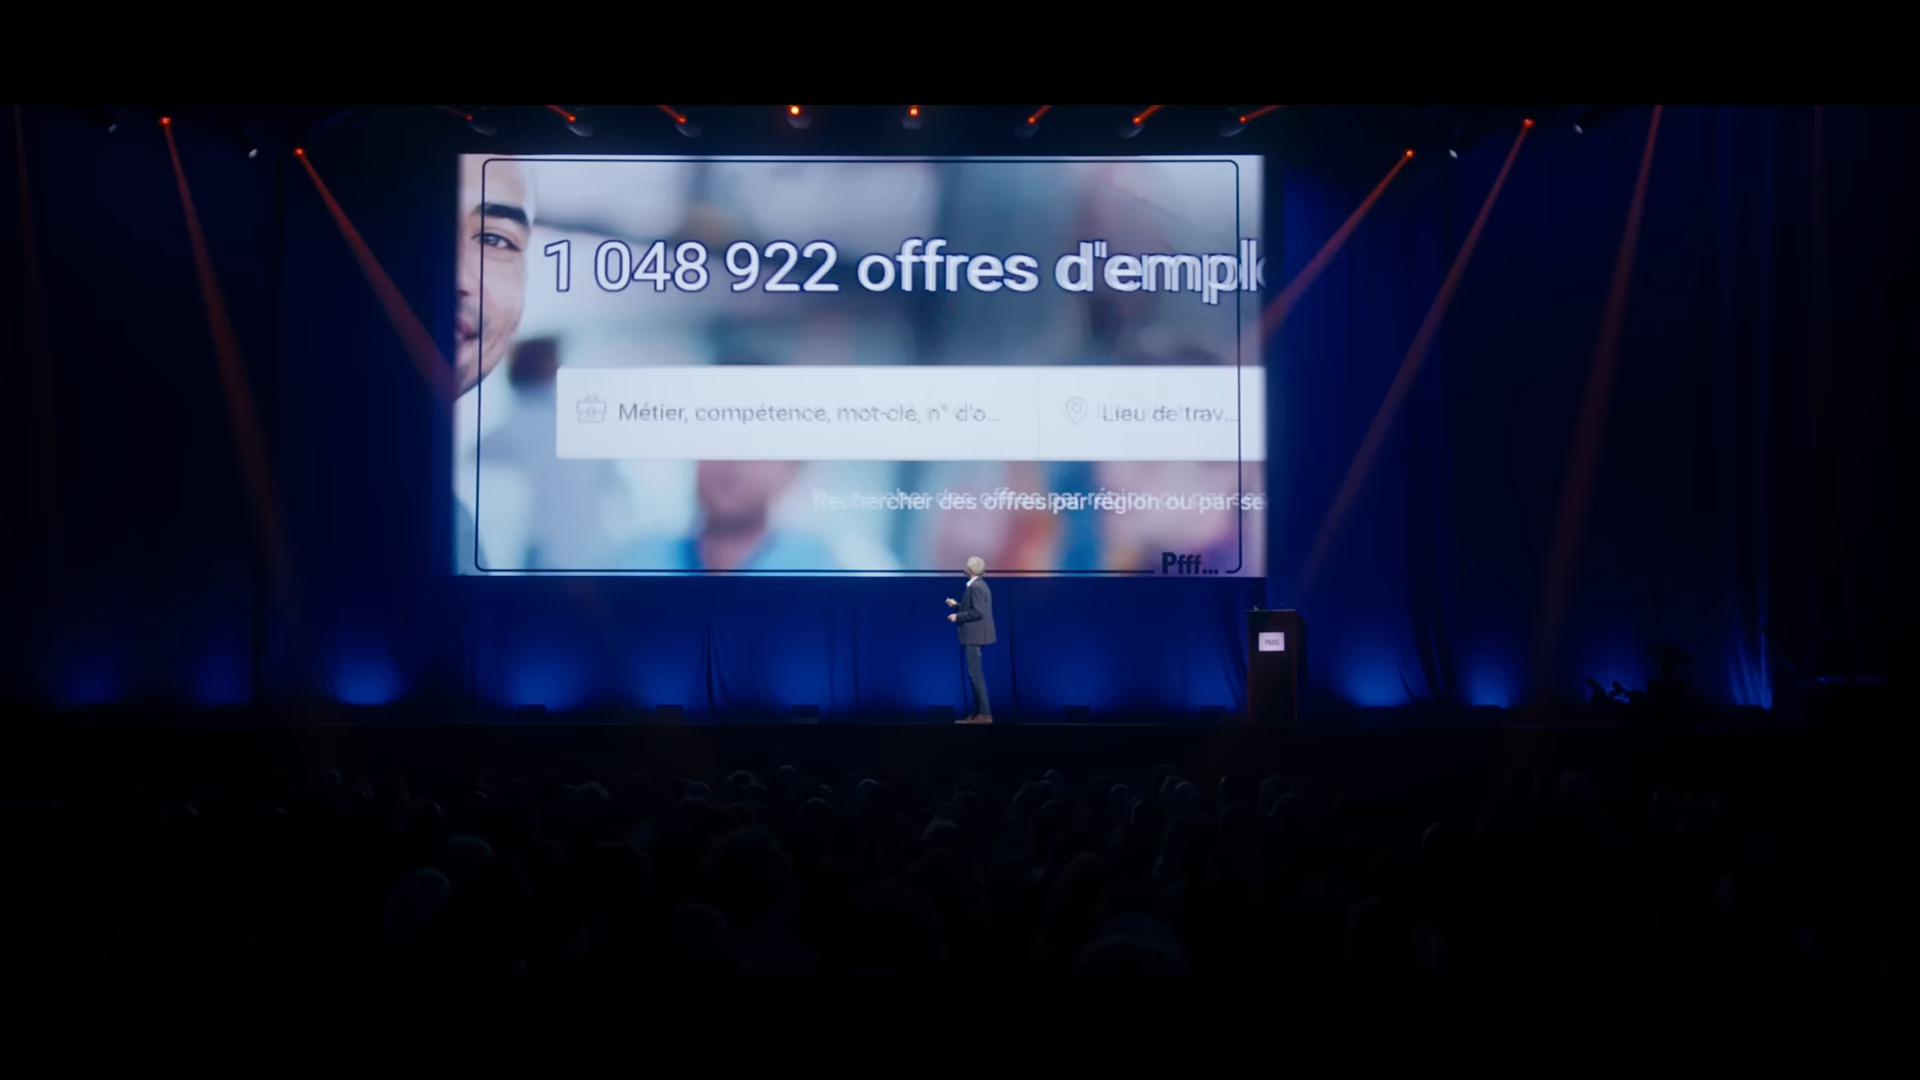 1 048 922 offres d'empl
Métier, compétence, mot-clé, n° d'o...
Lieu de trav...
Rechercher des offres par région ou par se
Pfff...